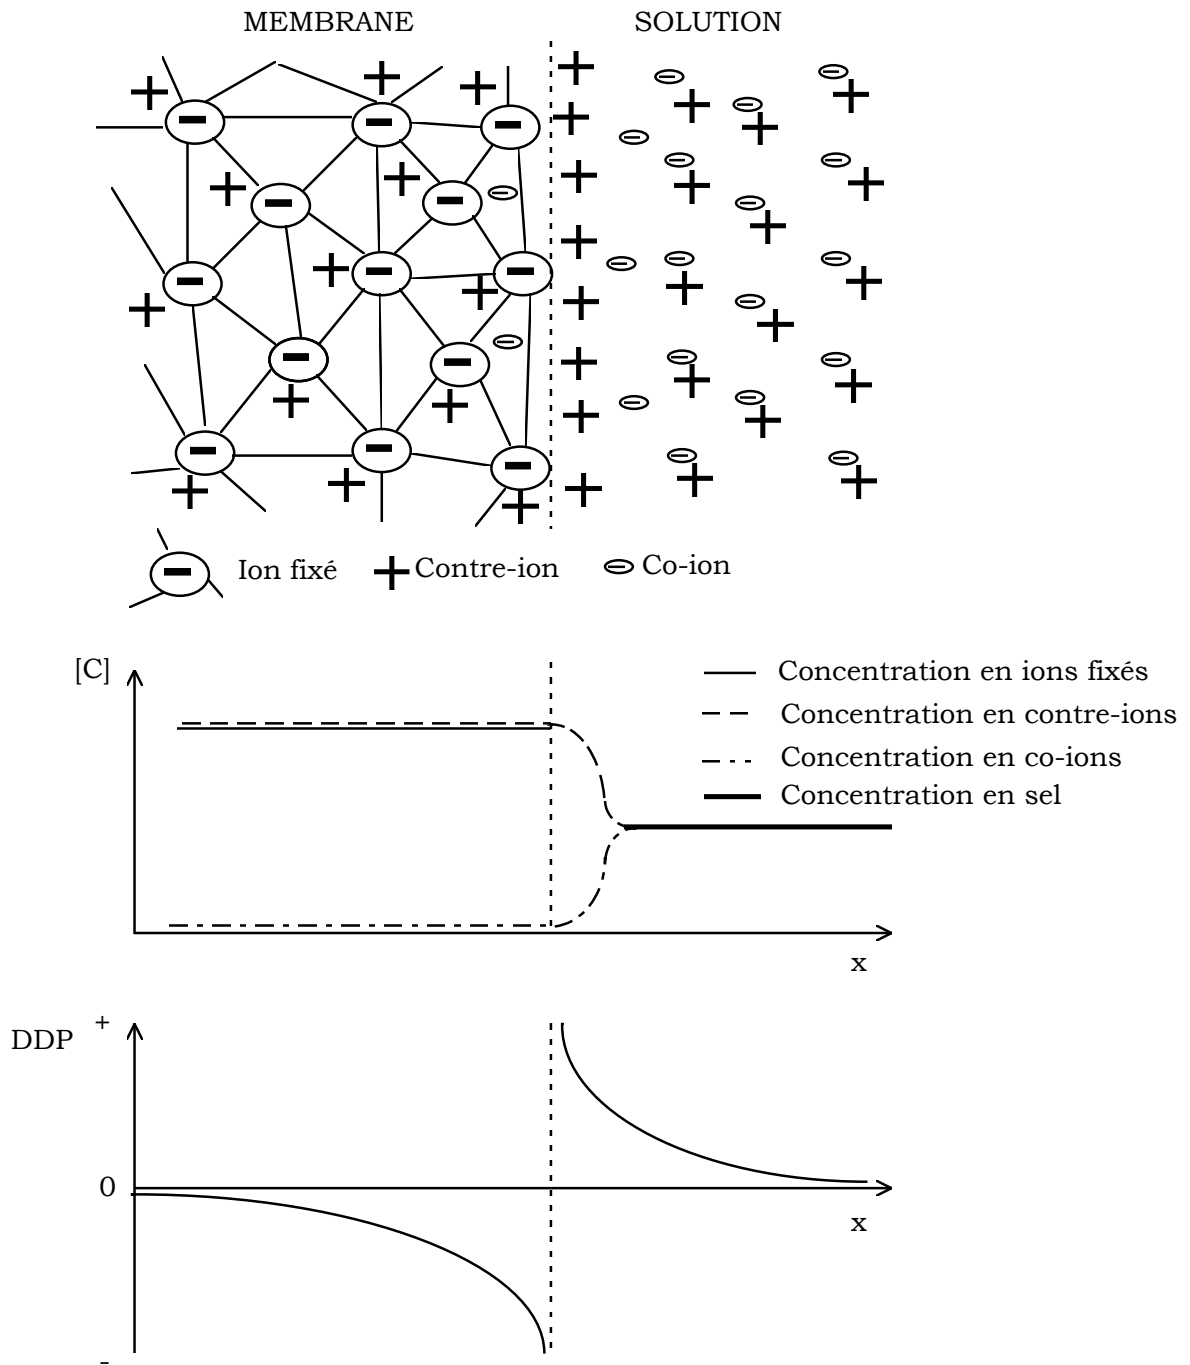 MEMBRANE SOLUTION
Ion fixé Contre-ion Co-ion
[C]
Concentration en ions fixés
Concentration en contre-ions
Concentration en co-ions
Concentration en sel
x
+
DDP
0
x
-